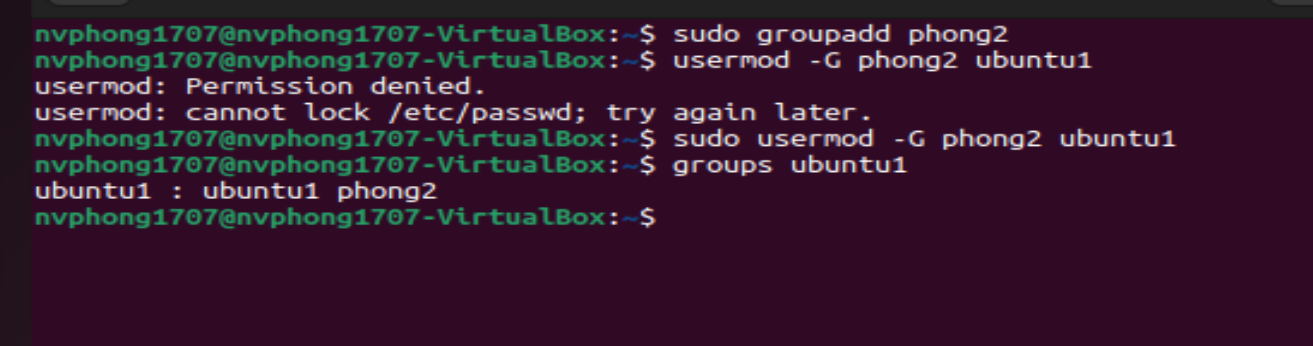 nvphong1707@nvphong1707-VirtualBox:~$ sudo groupadd phong2
nvphong1707@nvphong1707-VirtualBox:~$ usermod -G phong2 ubuntu1
usermod: Permission denied.
usermod: cannot lock /etc/passwd; try again later.
nvphong1707@nvphong1707-VirtualBox:~$ sudo usermod -G phong2 ubuntu1
nvphong1707@nvphong1707-VirtualBox:~$ groups ubuntu1
ubuntu1 : ubuntu1 phong2
nvphong1707@nvphong1707-VirtualBox:~$